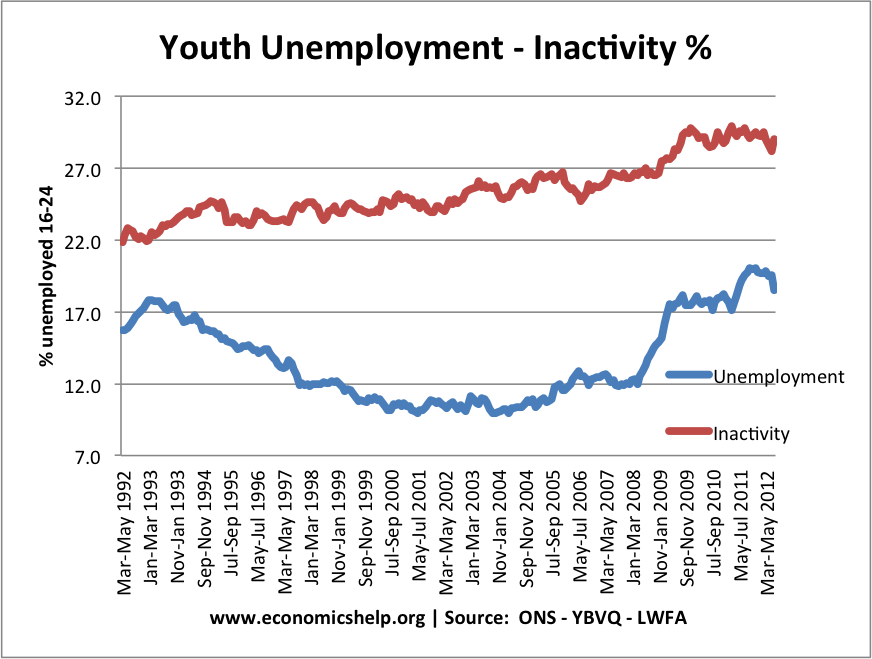 Youth Unemployment - Inactivity %
% unemployed 16-24
32.0
27.0
22.0
17.0
12.0
7.0
Unemployment
Inactivity
Mar-May 1992
Jan-Mar 1993
Nov-Jan 1993
Sep-Nov 1994
Jul-Sep 1995
May-Jul 1996
Mar-May 1997
Jan-Mar 1998
Nov-Jan 1999
Sep-Nov 1999
Jul-Sep 2000
May-Jul 2001
Mar-May 2002
Jan-Mar 2003
Nov-Jan 2004
Sep-Nov 2004
Jul-Sep 2005
May-Jul 2006
Mar-May 2007
Jan-Mar 2008
Nov-Jan 2009
Sep-Nov 2009
Jul-Sep 2010
May-Jul 2011
Mar-May 2012
www.economicshelp.org | Source: ONS - YBVQ - LWFA